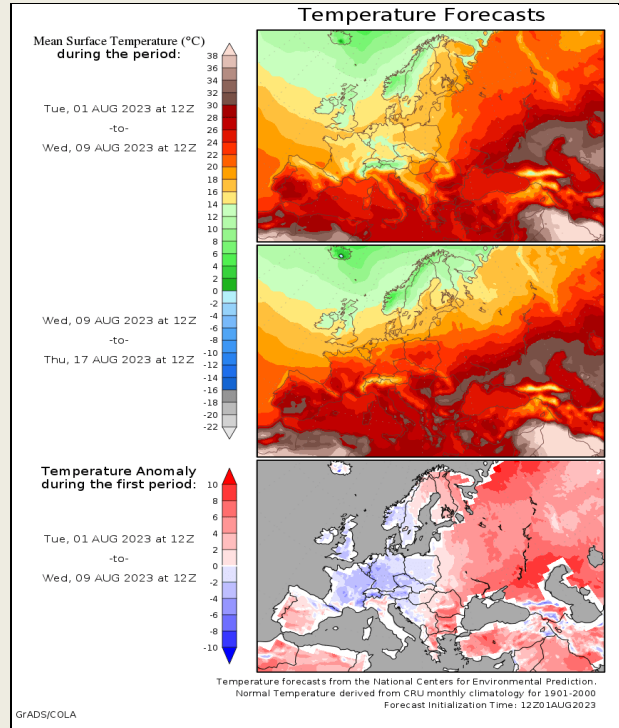 Temperature Forecasts
Mean Surface Temperature (°C)
during the period:
Tue, 01 AUG 2023 at 12Z
-to-
Wed, 09 AUG 2023 at 12Z
38
36
34
32
30
28
26
24
22
20
18
16
14
12
10
8
6
4
2
0
-2
-4
-6
-8
-10
-12
-14
-16
-18
-20
-22
Wed, 09 AUG 2023 at 12Z
-to-
Thu, 17 AUG 2023 at 12Z
Temperature Anomaly
during the first period:
Tue, 01 AUG 2023 at 12Z
-to-
Wed, 09 AUG 2023 at 12Z
10
8
6
4
2
0
-2
-4
-6
-8
-10
Temperature forecasts from the National Centers for Environmental Prediction.
Normal Temperature derived from CRU monthly climatology for 1901-2000
Forecast Initialization Time: 12Z01AUG2023
GrADS/COLA